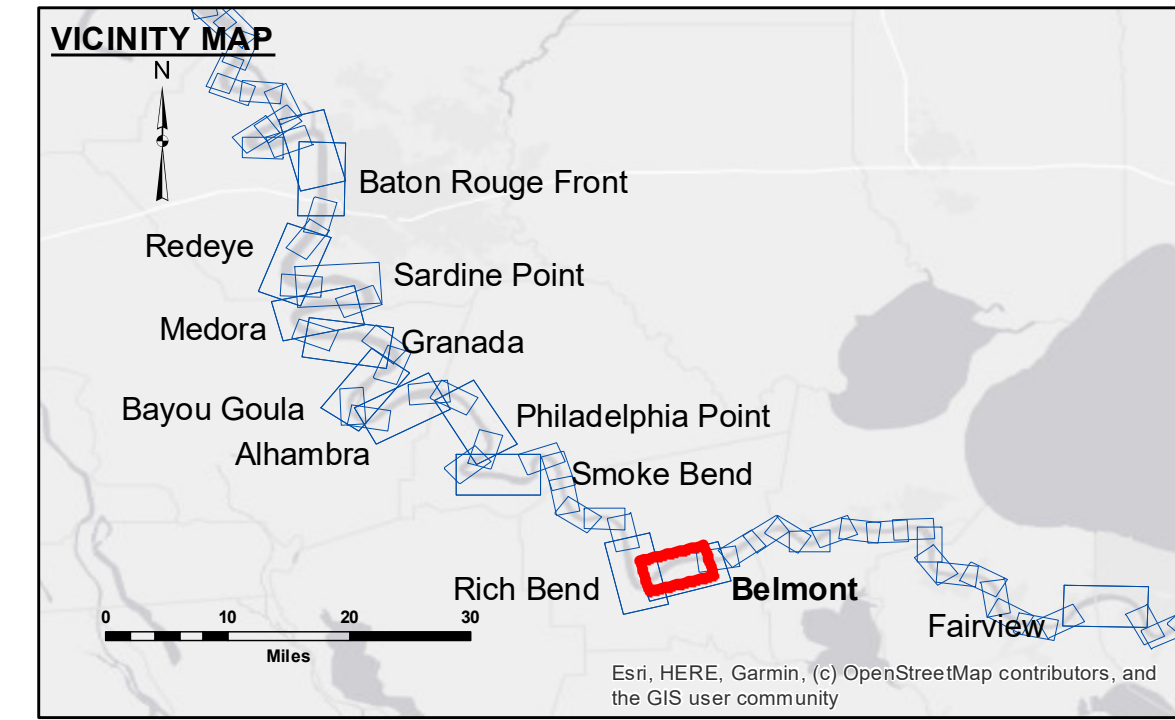 VICINITY MAP
N
Baton Rouge Front
Redeye
Sardine Point
Medora
Granada
Bayou Goula
Philadelphia Point
Alhambra
Smoke Bend
Rich Bend
Belmont
Fairview
0 10 20 30
Miles
Esri, HERE, Garmin, (c) OpenStreetMap contributors, and
the GIS user community